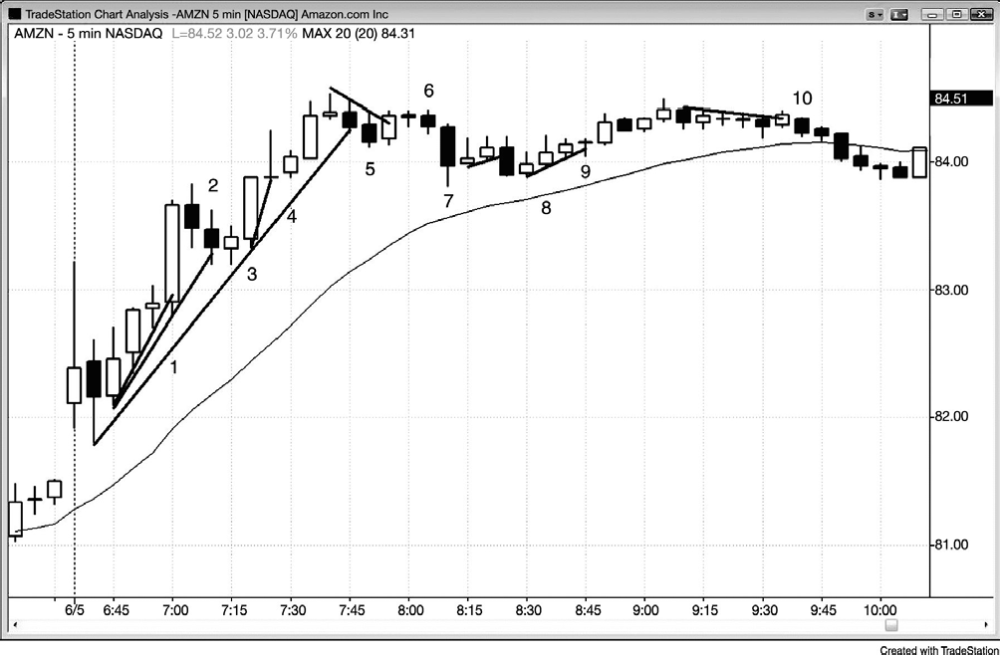 TradeStation Chart Analysis -AMZN 5 min [NASDAQ] Amazon.com Inc
S
I
AMZN - 5 min NASDAQ L=84.52 3.02 3.71% MAX 20 (20) 84.31
6
10
84.51
2
5
84.00
9
7
8
4
3
83.00
1
82.00
81.00
6/5 6:45 7:00 7:15 7:30 7:45 8:00 8:15 8:30 8:45 9:00 9:15 9:30 9:45 10:00
Created with TradeStation